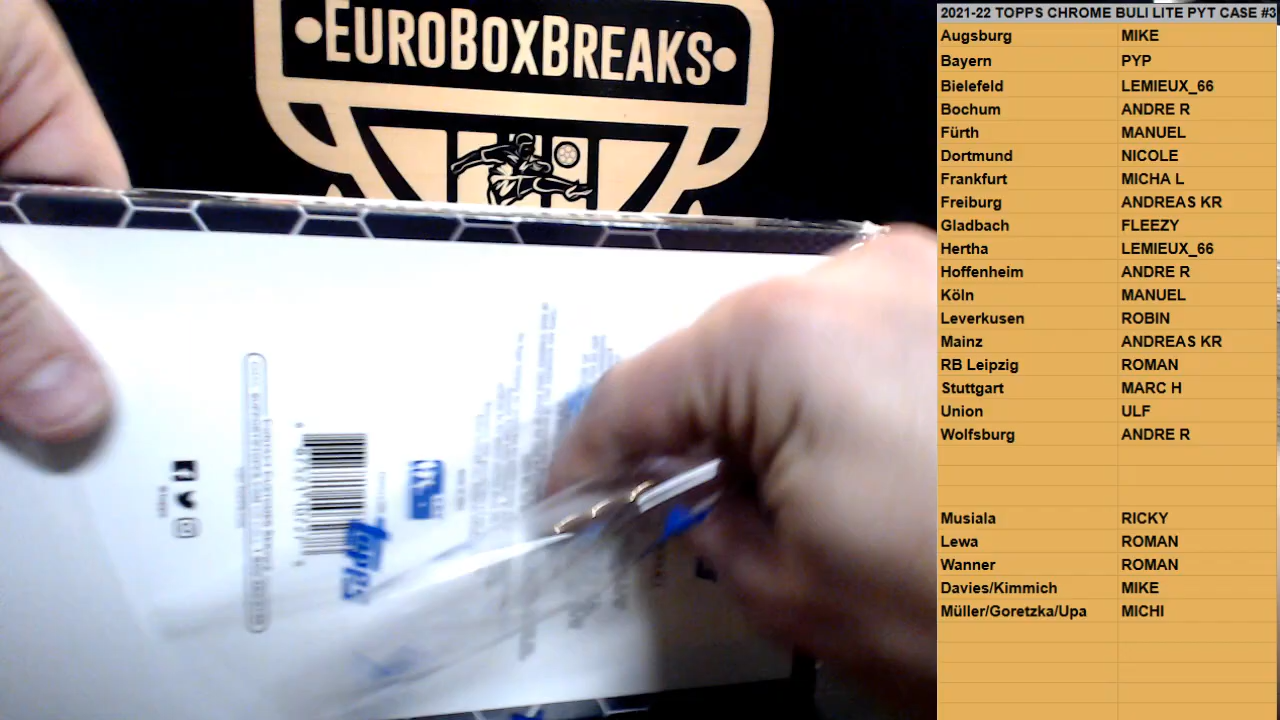 EUROBOXBREAKS
topps
2021-22 TOPPS CHROME BULI LITE PYT CASE #3
Augsburg MIKE
Bayern PYP
Bielefeld LEMIEUX_66
Bochum ANDRE R
Fürth MANUEL
Dortmund NICOLE
Frankfurt MICHA L
Freiburg ANDREAS KR
Gladbach FLEEZY
Hertha LEMIEUX_66
Hoffenheim ANDRE R
Köln MANUEL
Leverkusen ROBIN
Mainz ANDREAS KR
RB Leipzig ROMAN
Stuttgart MARC H
Union ULF
Wolfsburg ANDRE R
Musiala RICKY
Lewa ROMAN
Wanner ROMAN
Davies/Kimmich MIKE
Müller/Goretzka/Upa MICHI